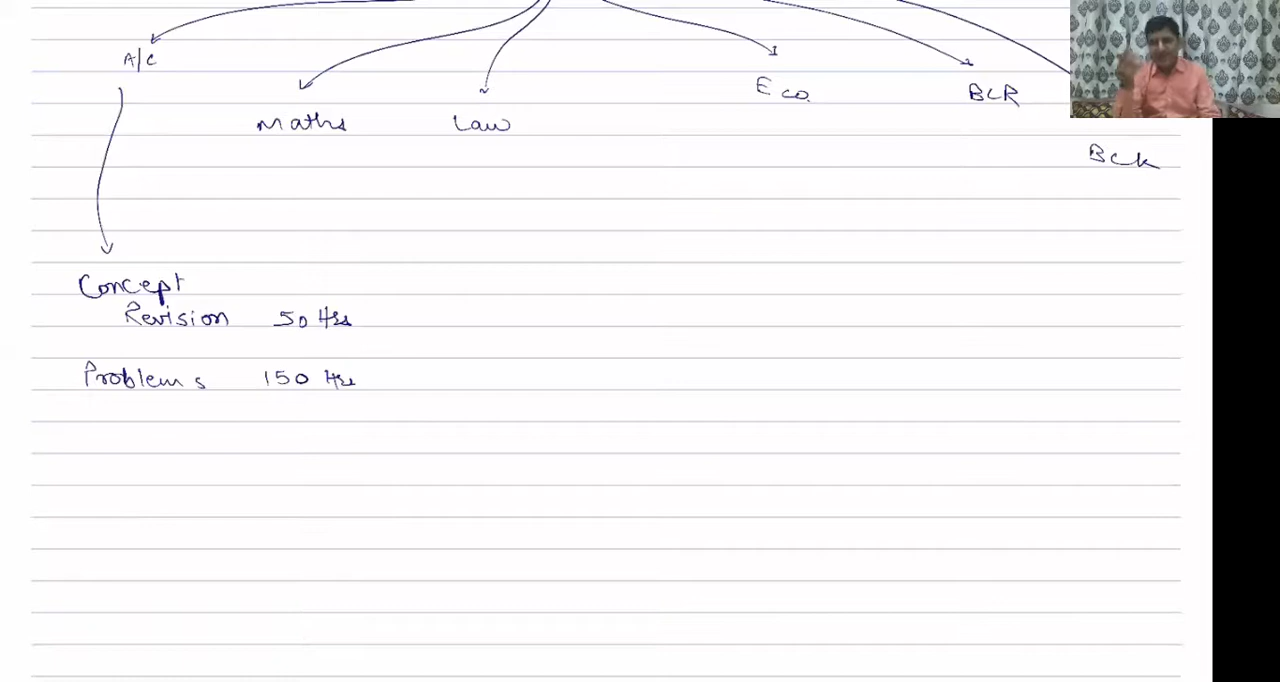 A/C
Maths
Law
Eco.
BCR
Bck
Concept
Revision 50 Hrs
Problems 150 Hrs